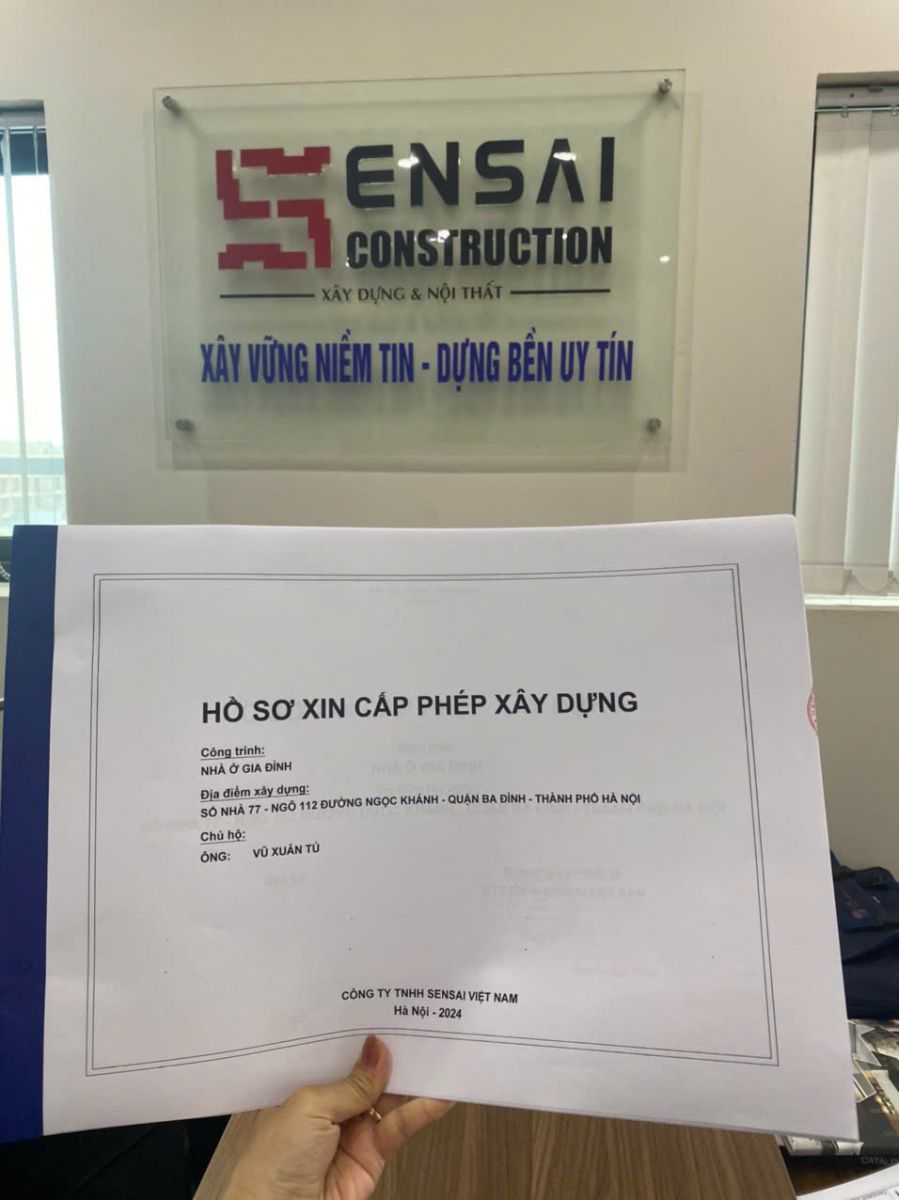 SENSAI
CONSTRUCTION
XÂY DỰNG & NỘI THẤT
XÂY VỮNG NIỀM TIN - DỰNG BỀN UY TÍN
HỒ SƠ XIN CẤP PHÉP XÂY DỰNG
Công trình:
NHÀ Ở GIA ĐÌNH
Địa điểm xây dựng:
SỐ NHÀ 77 - NGÕ 112 ĐƯỜNG NGỌC KHÁNH - QUẬN BA ĐÌNH - THÀNH PHỐ HÀ NỘI
Chủ hộ:
ÔNG: VŨ XUÂN TÚ
CÔNG TY TNHH SENSAI VIỆT NAM
Hà Nội - 2024